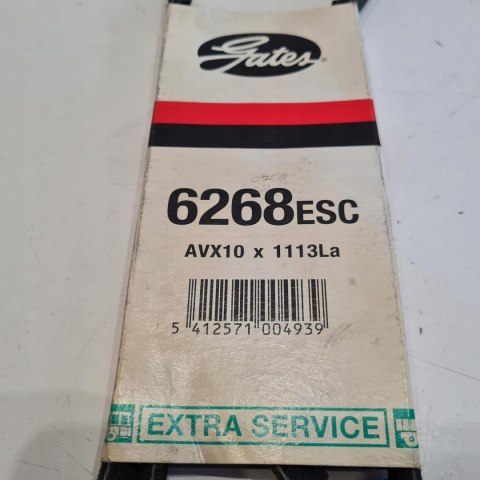 Gates®
6268ESC
AVX10 x 1113La
5 412571 004939
EXTRA SERVICE